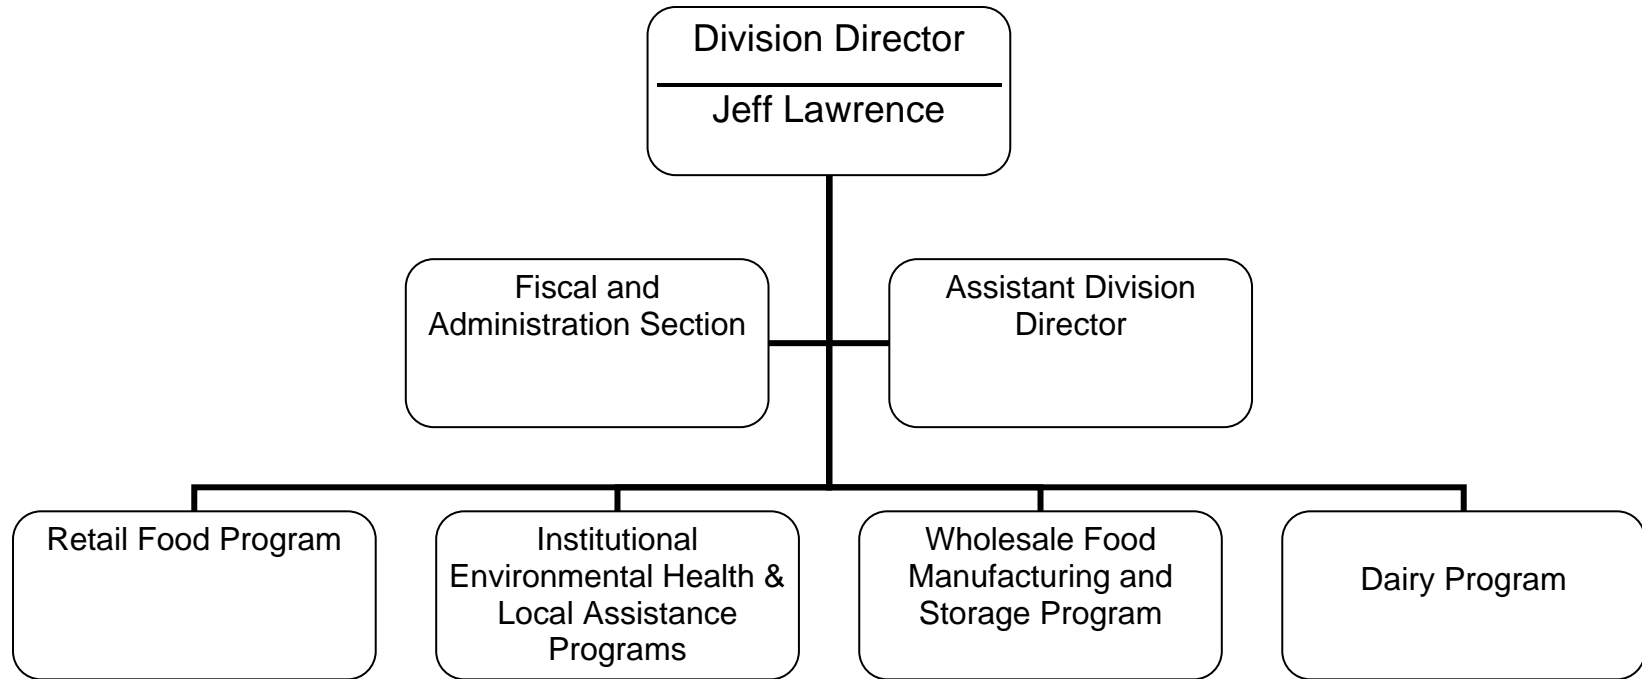 Division Director
Jeff Lawrence
Fiscal and
Administration Section
Assistant Division
Director
Retail Food Program
Institutional
Environmental Health &
Local Assistance
Programs
Wholesale Food
Manufacturing and
Storage Program
Dairy Program